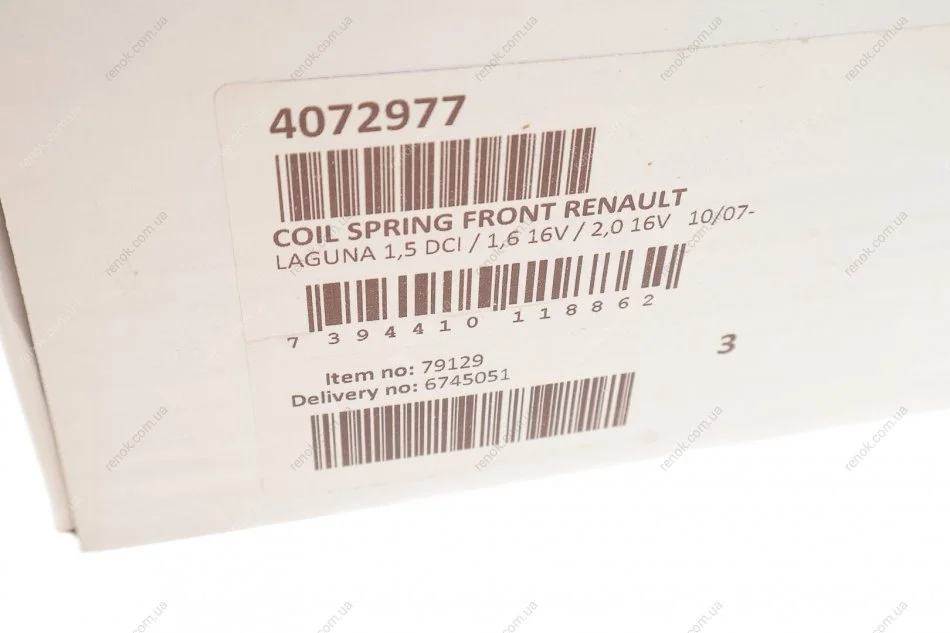 4072977
COIL SPRING FRONT RENAULT
LAGUNA 1,5 DCI / 1,6 16V / 2,0 16V 10/07-
7 394410 118862
3
Item no: 79129
Delivery no: 6745051
renok.com.ua